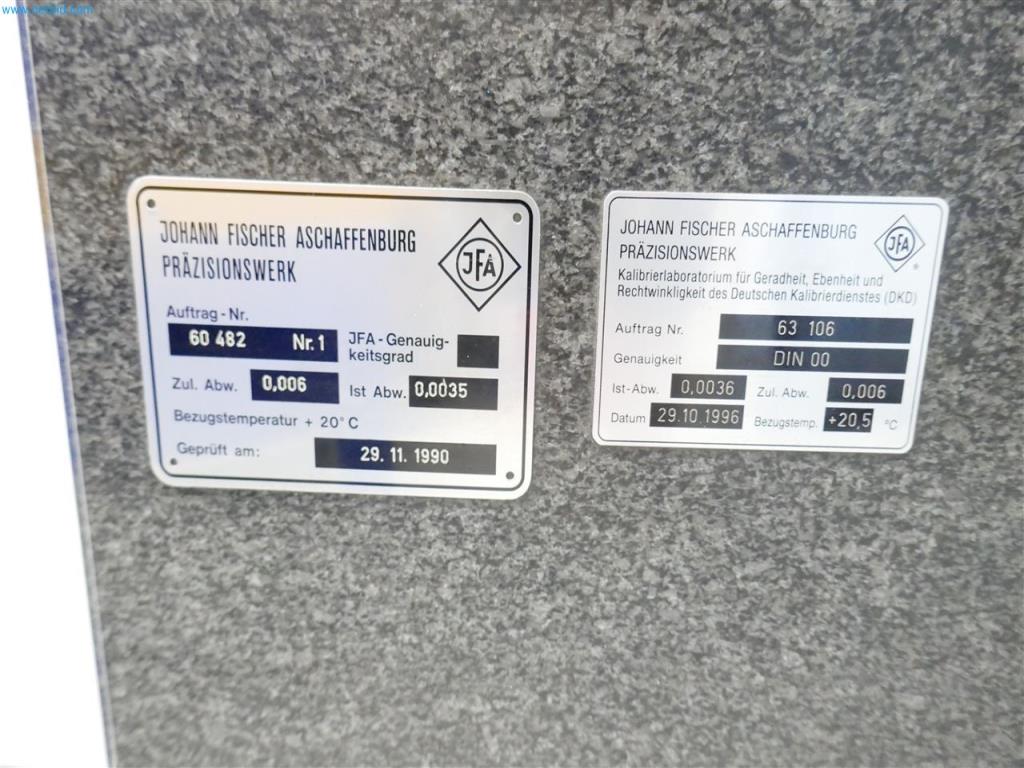 JOHANN FISCHER ASCHAFFENBURG
PRÄZISIONSWERK
JFA
Auftrag-Nr.
60 482 Nr. 1
JFA-Genauig-
keitsgrad
Zul. Abw. 0,006
Ist Abw. 0,0035
Bezugstemperatur + 20° C
Geprüft am: 29. 11. 1990
JOHANN FISCHER ASCHAFFENBURG
PRÄZISIONSWERK
JFA
Kalibrierlaboratorium für Geradheit, Ebenheit und
Rechtwinkligkeit des Deutschen Kalibrierdienstes (DKD)
Auftrag Nr. 63 106
Genauigkeit DIN 00
Ist-Abw. 0,0036 Zul. Abw. 0,006
Datum 29.10.1996 Bezugstemp. +20,5 °C